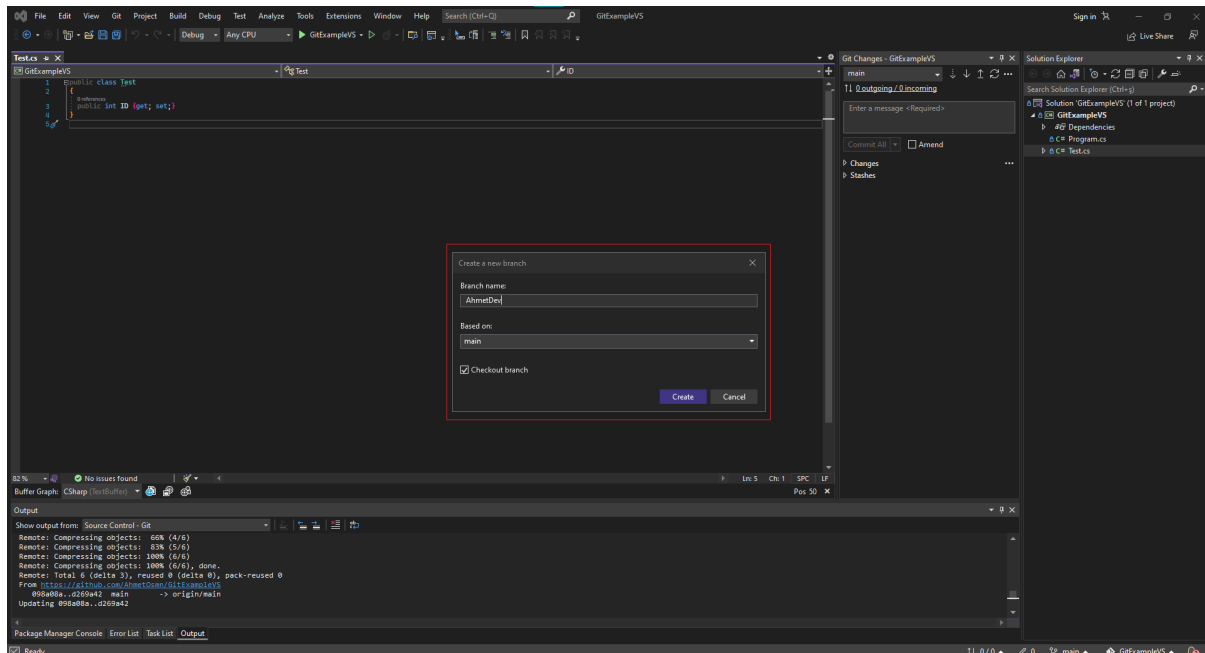 File Edit View Git Project Build Debug Test Analyze Tools Extensions Window Help Search (Ctrl+Q) GitExampleVS Sign in
Debug Any CPU GitExampleVS Live Share
Test.cs
GitExampleVS Test ID
1 public class Test
2 {
0 references
3 public int ID {get; set;}
4 }
5
82 % No issues found Ln: 5 Ch: 1 SPC LF
Buffer Graph: CSharp (TextBuffer) Pos 50
Git Changes - GitExampleVS
main
0 outgoing / 0 incoming
Enter a message <Required>
Commit All Amend
Changes
Stashes
Solution Explorer
Search Solution Explorer (Ctrl+ş)
Solution 'GitExampleVS' (1 of 1 project)
GitExampleVS
Dependencies
C# Program.cs
C# Test.cs
Create a new branch
Branch name:
AhmetDev
Based on:
main
Checkout branch
Create Cancel
Output
Show output from: Source Control - Git
Remote: Compressing objects: 66% (4/6)
Remote: Compressing objects: 83% (5/6)
Remote: Compressing objects: 100% (6/6)
Remote: Compressing objects: 100% (6/6), done.
Remote: Total 6 (delta 3), reused 0 (delta 0), pack-reused 0
From https://github.com/AhmetOsmn/GitExampleVS
098a08a..d269a42 main -> origin/main
Updating 098a08a..d269a42
Package Manager Console Error List Task List Output
Ready 0 / 0 0 main GitExampleVS